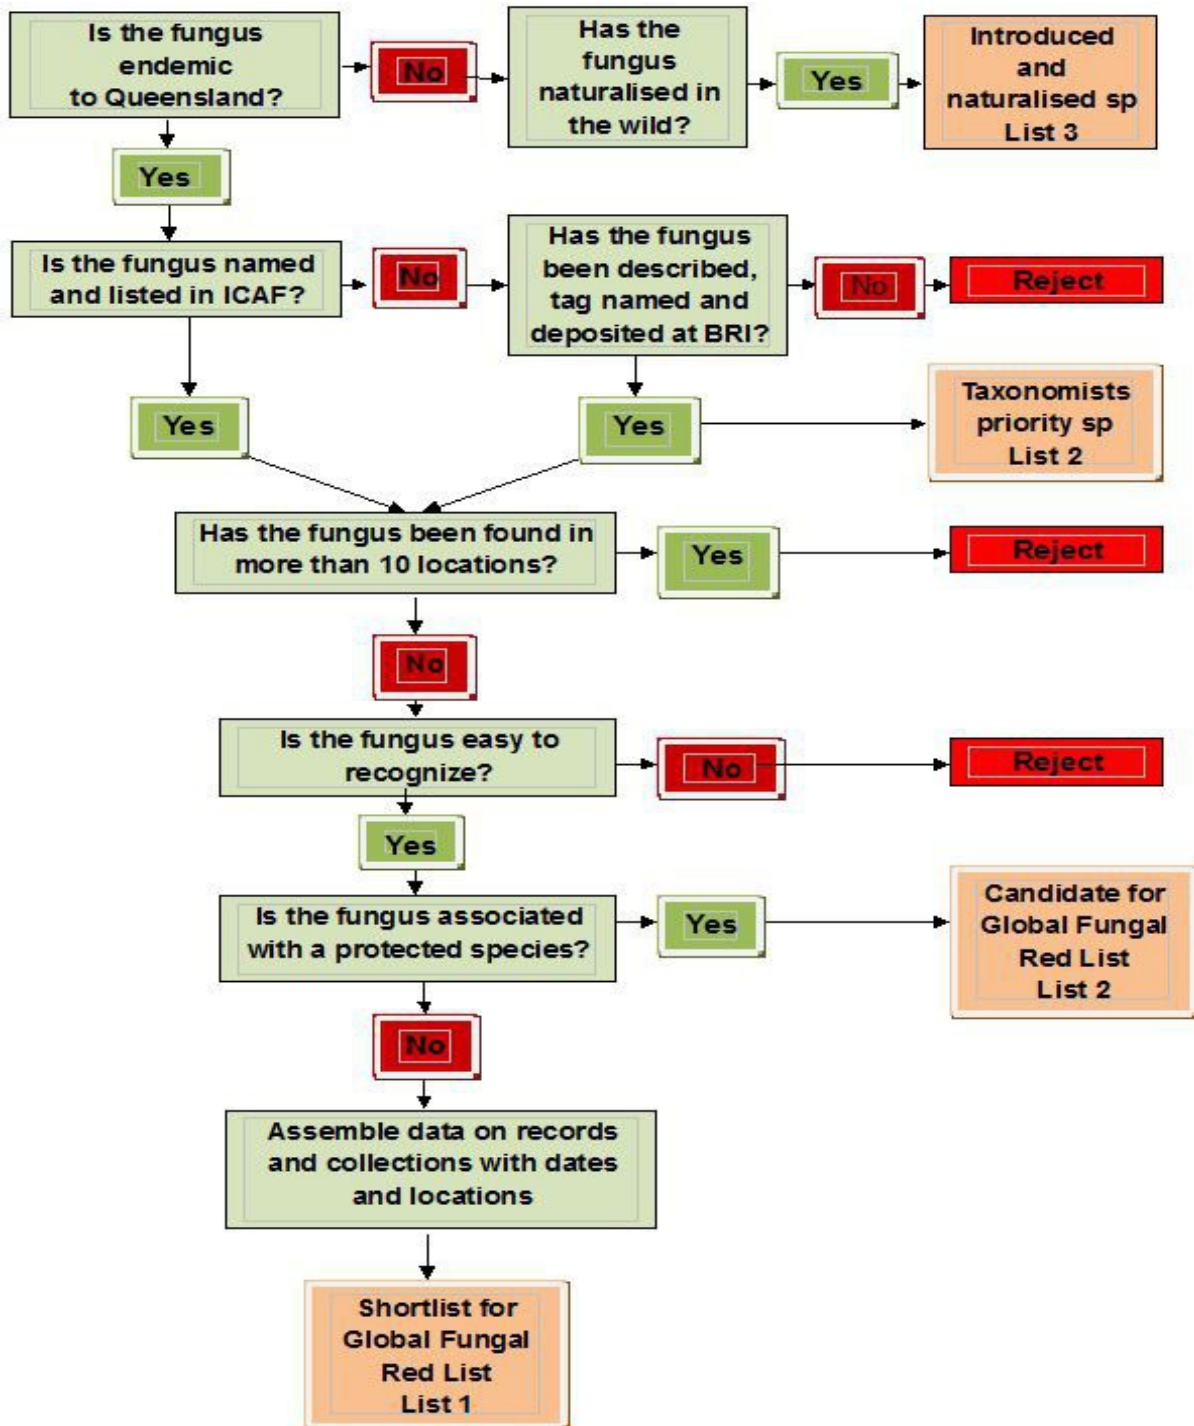 Is the fungus
endemic
to Queensland?
No
Has the
fungus
naturalised in
the wild?
Yes
Introduced
and
naturalised sp
List 3
Yes
Is the fungus named
and listed in ICAF?
No
Has the fungus
been described,
tag named and
deposited at BRI?
No
Reject
Yes
Yes
Taxonomists
priority sp
List 2
Has the fungus been found in
more than 10 locations?
Yes
Reject
No
Is the fungus easy to
recognize?
No
Reject
Yes
Is the fungus associated
with a protected species?
Yes
Candidate for
Global Fungal
Red List
List 2
No
Assemble data on records
and collections with dates
and locations
Shortlist for
Global Fungal
Red List
List 1